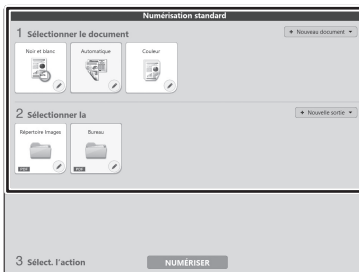 Numérisation standard
1 Sélectionner le document
+ Nouveau document
Noir et blanc
Automatique
Couleur
2 Sélectionner la
+ Nouvelle sortie
Répertoire Images
Bureau
PDF
PDF
3 Sélect. l'action
NUMÉRISER